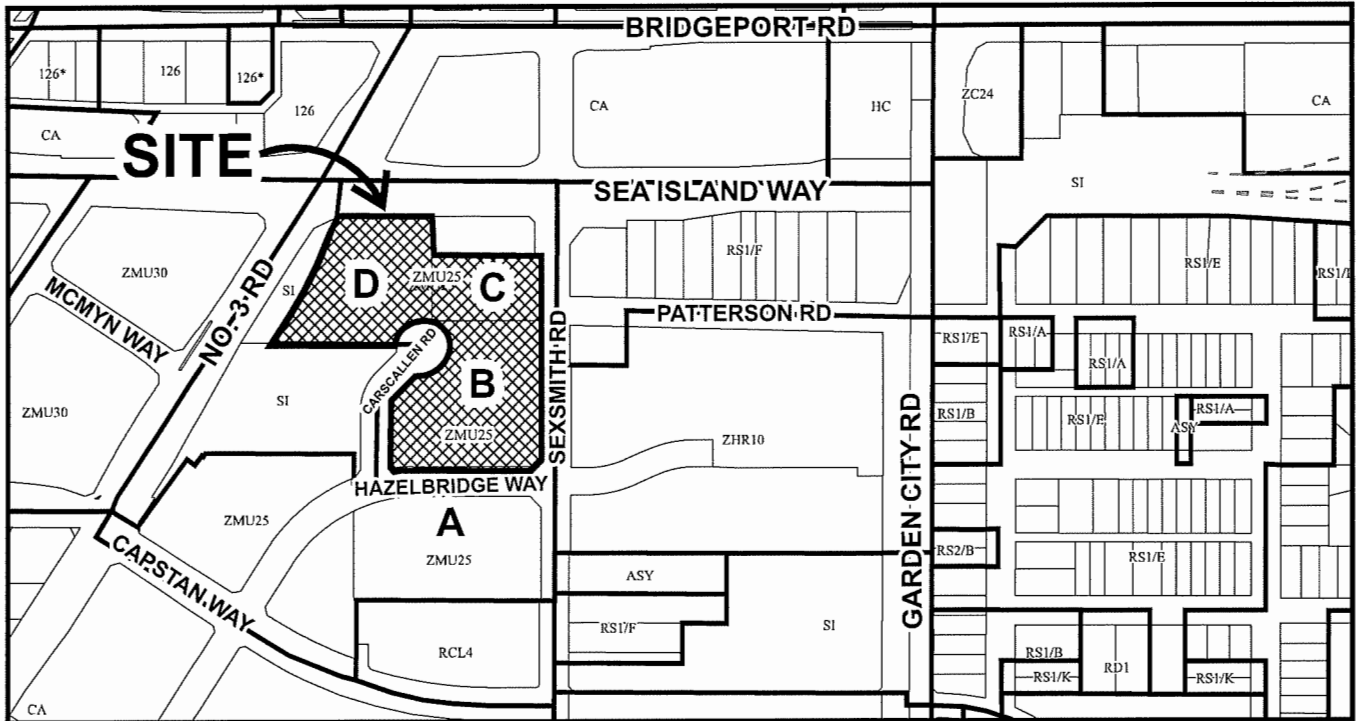 BRIDGEPORT RD
126*
126
126*
126
CA
HC
ZC24
CA
CA
SITE
SI
SEA ISLAND WAY
ZMU30
MCMYN WAY
NO. 3 RD
SI
D
ZMU25
C
RS1/F
RS1/E
PATTERSON RD
CARSCALLEN RD
B
ZMU25
SEXSMITH RD
SI
ZMU30
RS1/E
RS1/A
RS1/A
RS1/B
RS1/E
RS1/A
ASY
ZHR10
GARDEN CITY RD
HAZELBRIDGE WAY
A
ZMU25
ZMU25
CAPSTAN WAY
RS2/B
RS1/E
ASY
RS1/F
SI
RCL4
RS1/B
RS1/K
RD1
RS1/K
CA